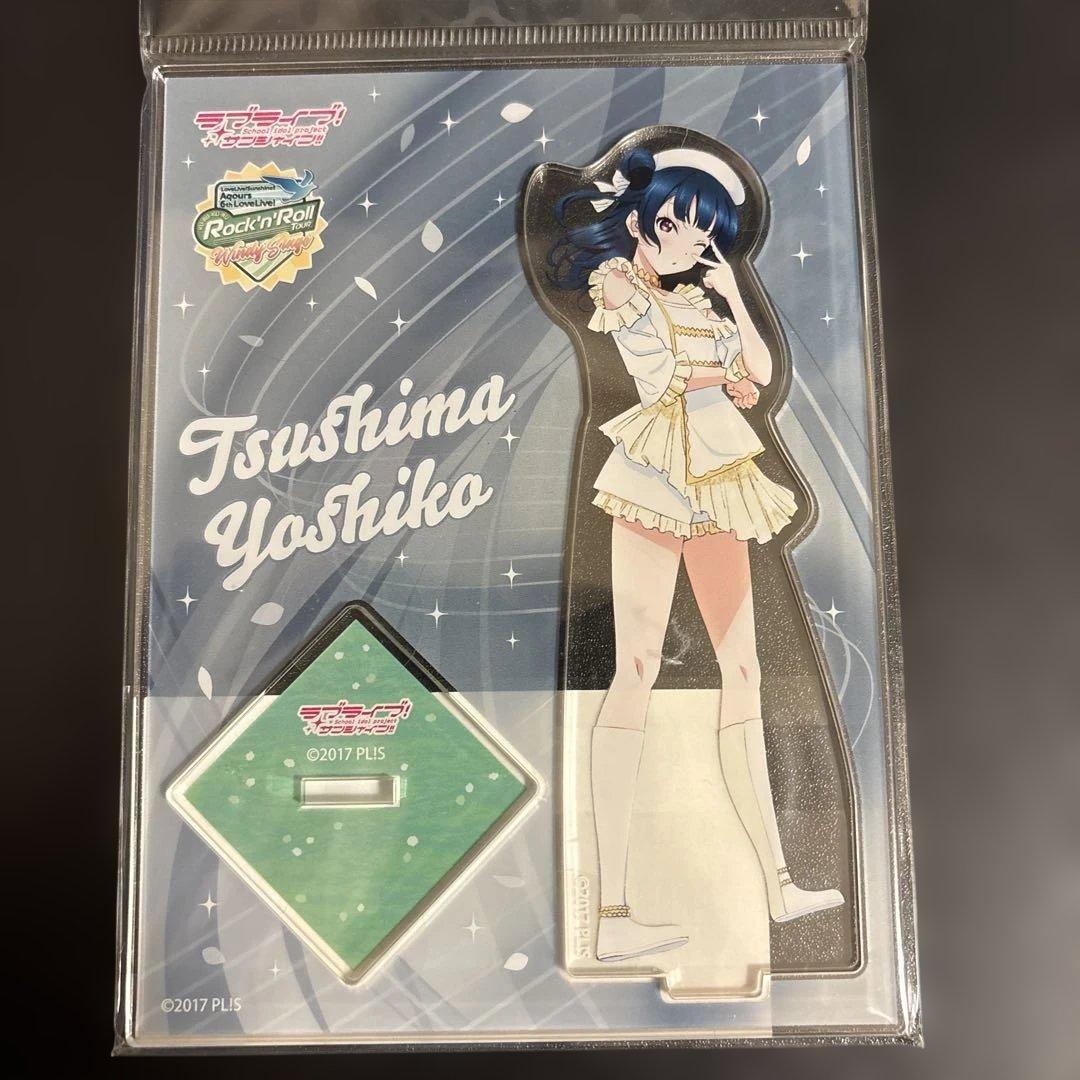 ラブライブ!
School idol project
サンシャイン!!
LoveLive! Sunshine!!
Aqours
6th LoveLive!
Rock'n'Roll
TOUR
Windy Stage
Tsushima
Yoshiko
ラブライブ!
School idol project
サンシャイン!!
©2017 PL!S
©2017 PL!S
©2017 PL!S